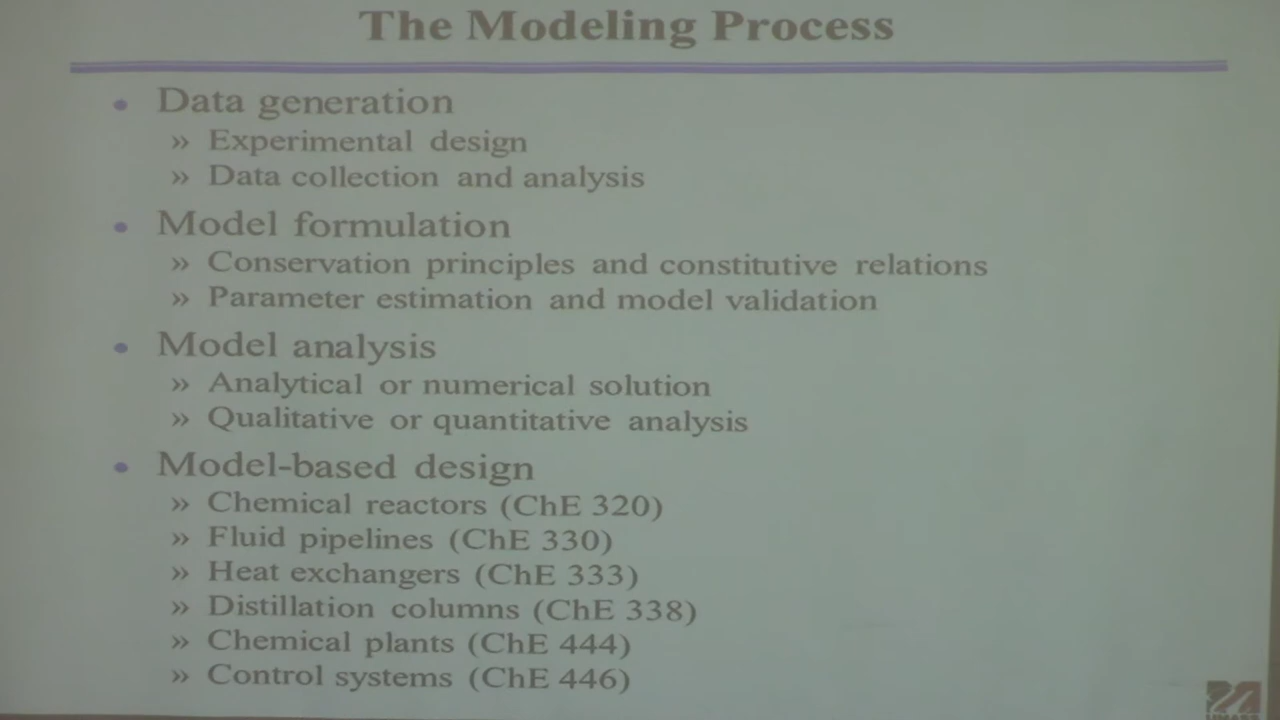 The Modeling Process
• Data generation
» Experimental design
» Data collection and analysis
• Model formulation
» Conservation principles and constitutive relations
» Parameter estimation and model validation
• Model analysis
» Analytical or numerical solution
» Qualitative or quantitative analysis
• Model-based design
» Chemical reactors (ChE 320)
» Fluid pipelines (ChE 330)
» Heat exchangers (ChE 333)
» Distillation columns (ChE 338)
» Chemical plants (ChE 444)
» Control systems (ChE 446)